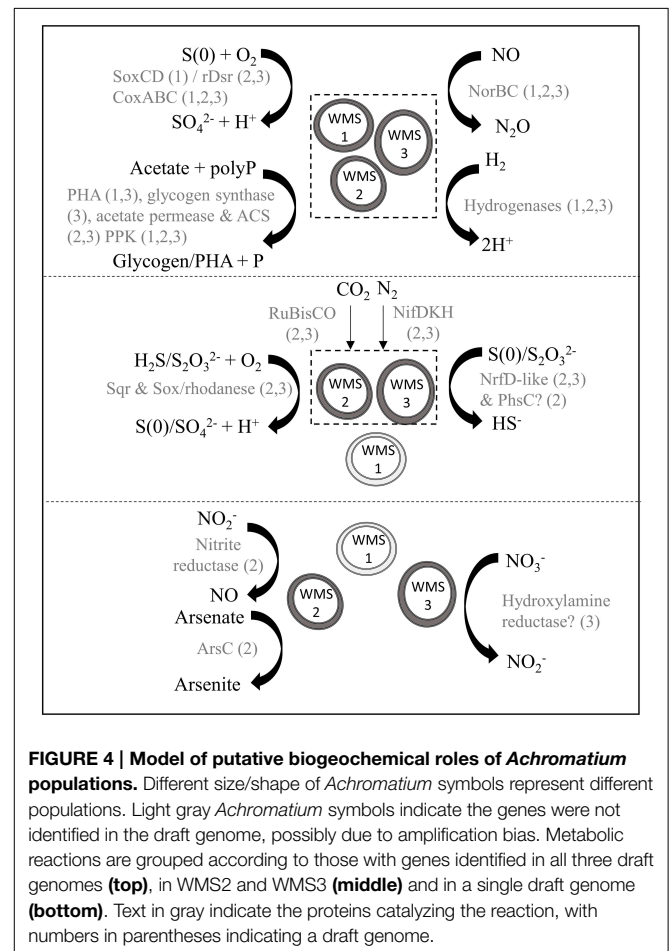 S(0) + O₂
SoxCD (1) / rDsr (2,3)
CoxABC (1,2,3)
SO₄²⁻ + H⁺
Acetate + polyP
PHA (1,3), glycogen synthase
(3), acetate permease & ACS
(2,3) PPK (1,2,3)
Glycogen/PHA + P
WMS
1
WMS
3
WMS
2
NO
NorBC (1,2,3)
N₂O
H₂
Hydrogenases (1,2,3)
2H⁺
CO₂ N₂
RuBisCO
(2,3)
NifDKH
(2,3)
H₂S/S₂O₃²⁻ + O₂
Sqr & Sox/rhodanese (2,3)
S(0)/SO₄²⁻ + H⁺
WMS
2
WMS
3
WMS
1
S(0)/S₂O₃²⁻
NrfD-like (2,3)
& PhsC? (2)
HS⁻
NO₂⁻
Nitrite
reductase (2)
NO
Arsenate
ArsC (2)
Arsenite
WMS
1
WMS
2
WMS
3
NO₃⁻
Hydroxylamine
reductase? (3)
NO₂⁻
FIGURE 4 | Model of putative biogeochemical roles of Achromatium
populations. Different size/shape of Achromatium symbols represent different
populations. Light gray Achromatium symbols indicate the genes were not
identified in the draft genome, possibly due to amplification bias. Metabolic
reactions are grouped according to those with genes identified in all three draft
genomes (top), in WMS2 and WMS3 (middle) and in a single draft genome
(bottom). Text in gray indicate the proteins catalyzing the reaction, with
numbers in parentheses indicating a draft genome.